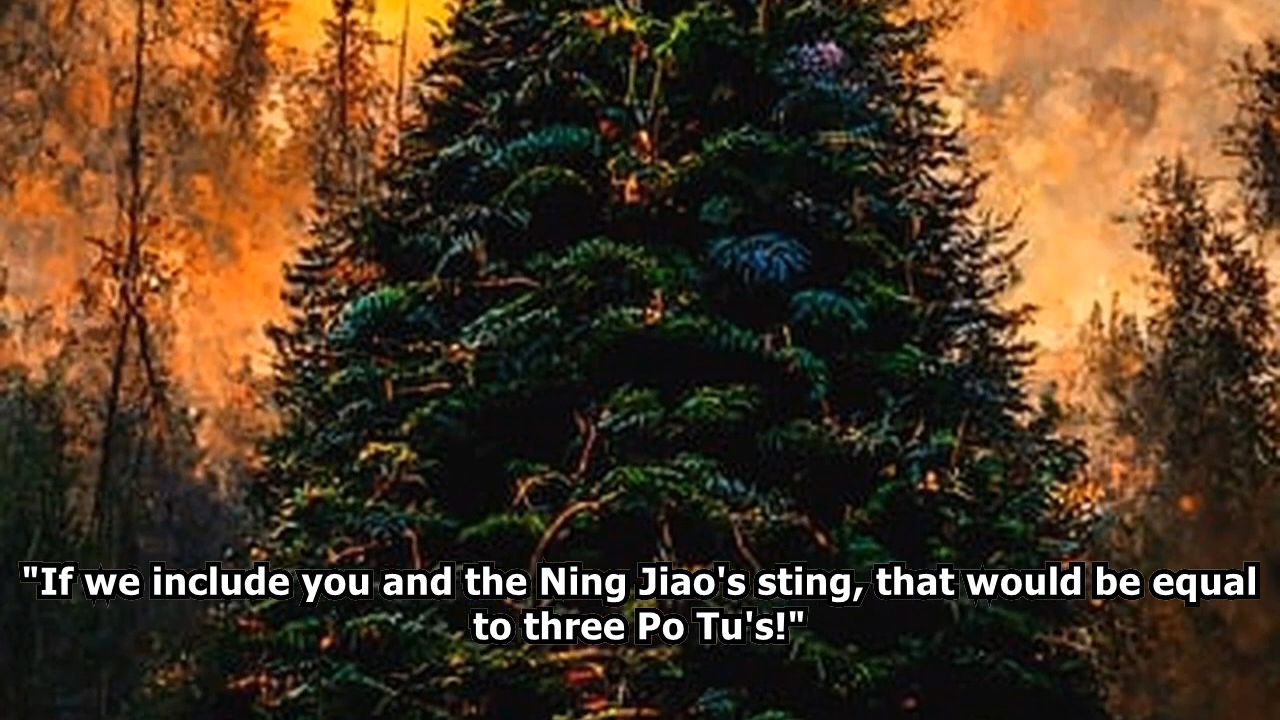 "If we include you and the Ning Jiao's sting, that would be equal
to three Po Tu's!"